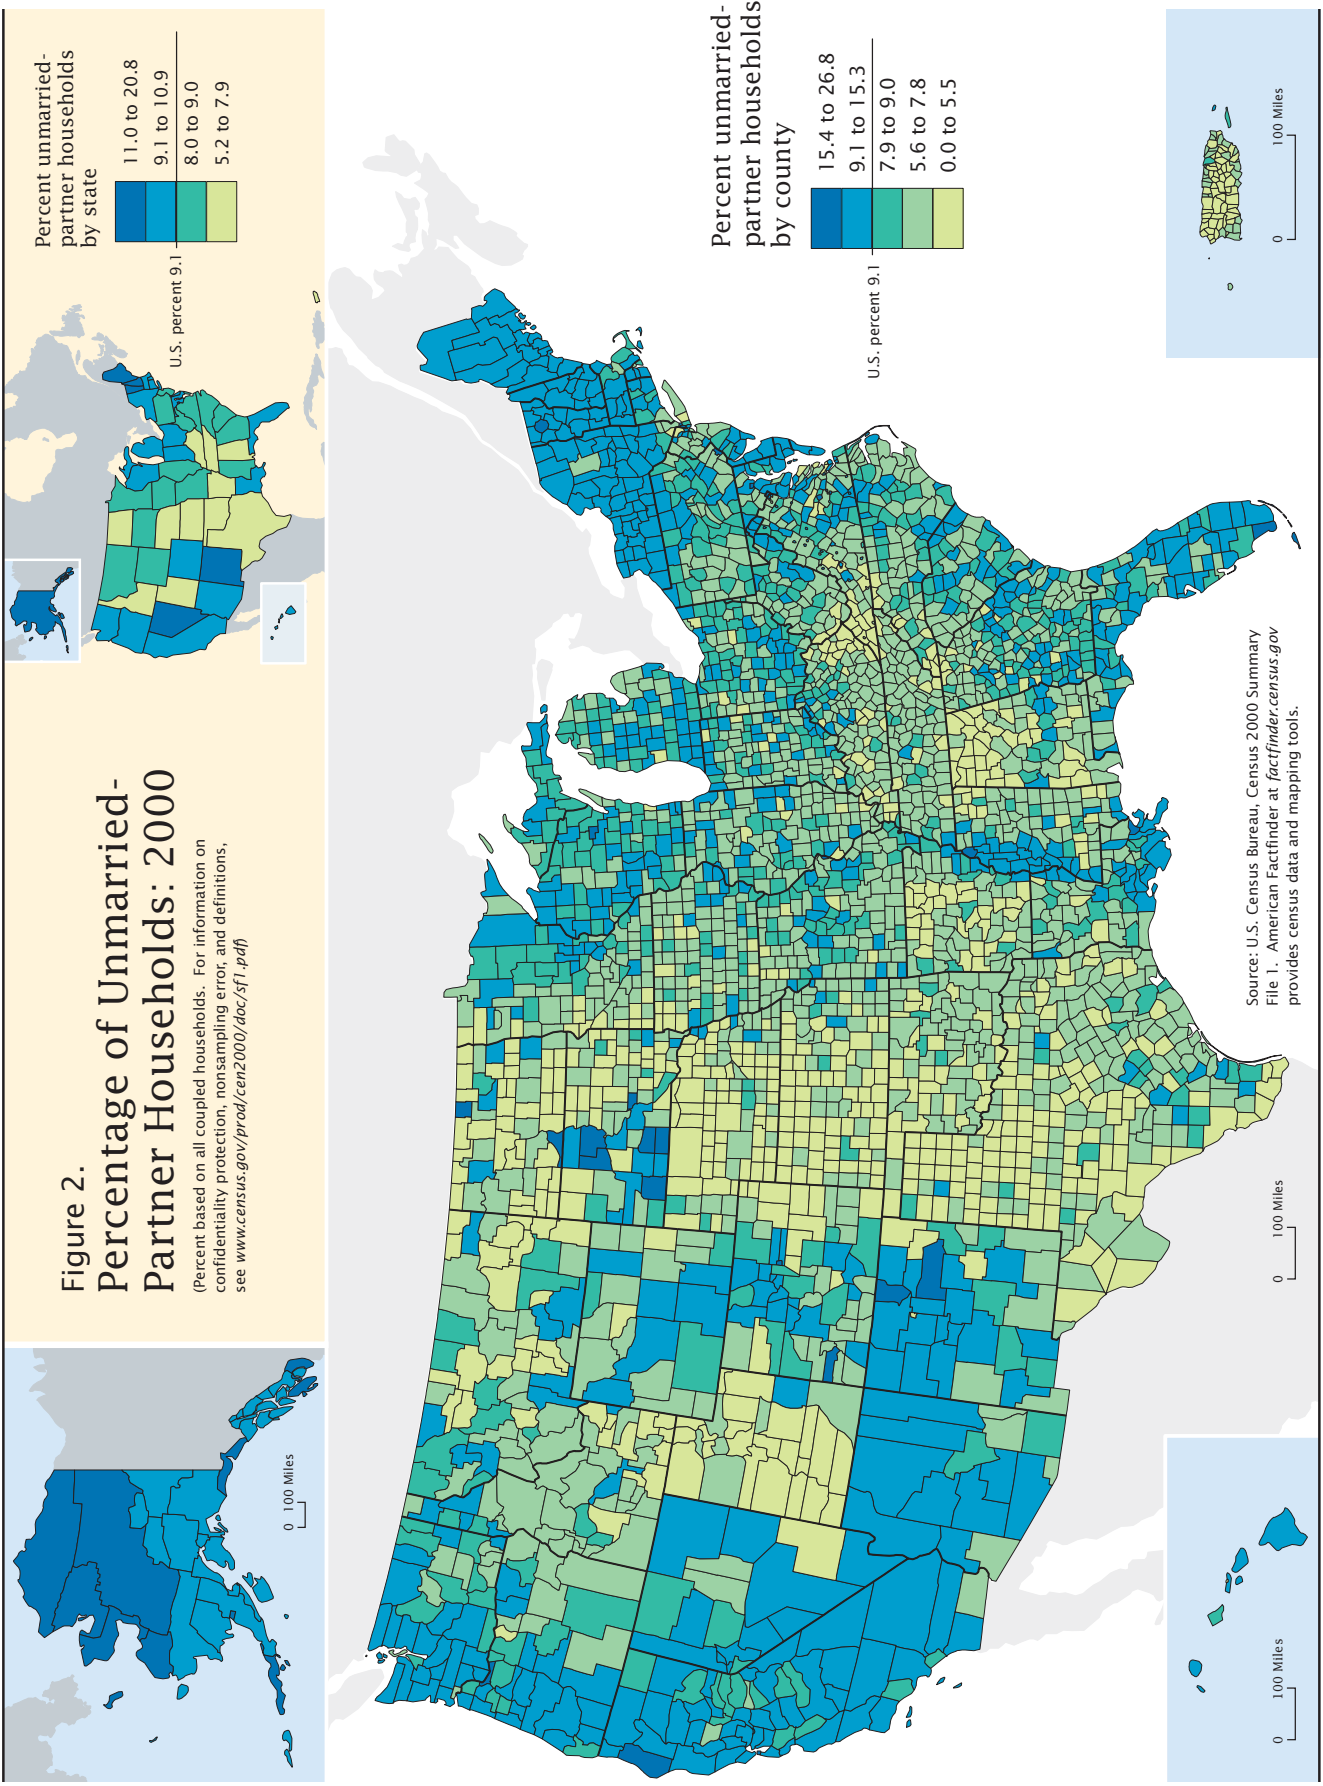 Figure 2.
Percentage of Unmarried-
Partner Households: 2000
(Percent based on all coupled households. For information on
confidentiality protection, nonsampling error, and definitions,
see www.census.gov/prod/cen2000/doc/sf1.pdf)
Percent unmarried-
partner households
by state
11.0 to 20.8
9.1 to 10.9
8.0 to 9.0
5.2 to 7.9
U.S. percent 9.1
0 100 Miles
Percent unmarried-
partner households
by county
15.4 to 26.8
9.1 to 15.3
7.9 to 9.0
5.6 to 7.8
0.0 to 5.5
U.S. percent 9.1
0 100 Miles
0 100 Miles
Source: U.S. Census Bureau, Census 2000 Summary
File 1. American Factfinder at factfinder.census.gov
provides census data and mapping tools.
0 100 Miles